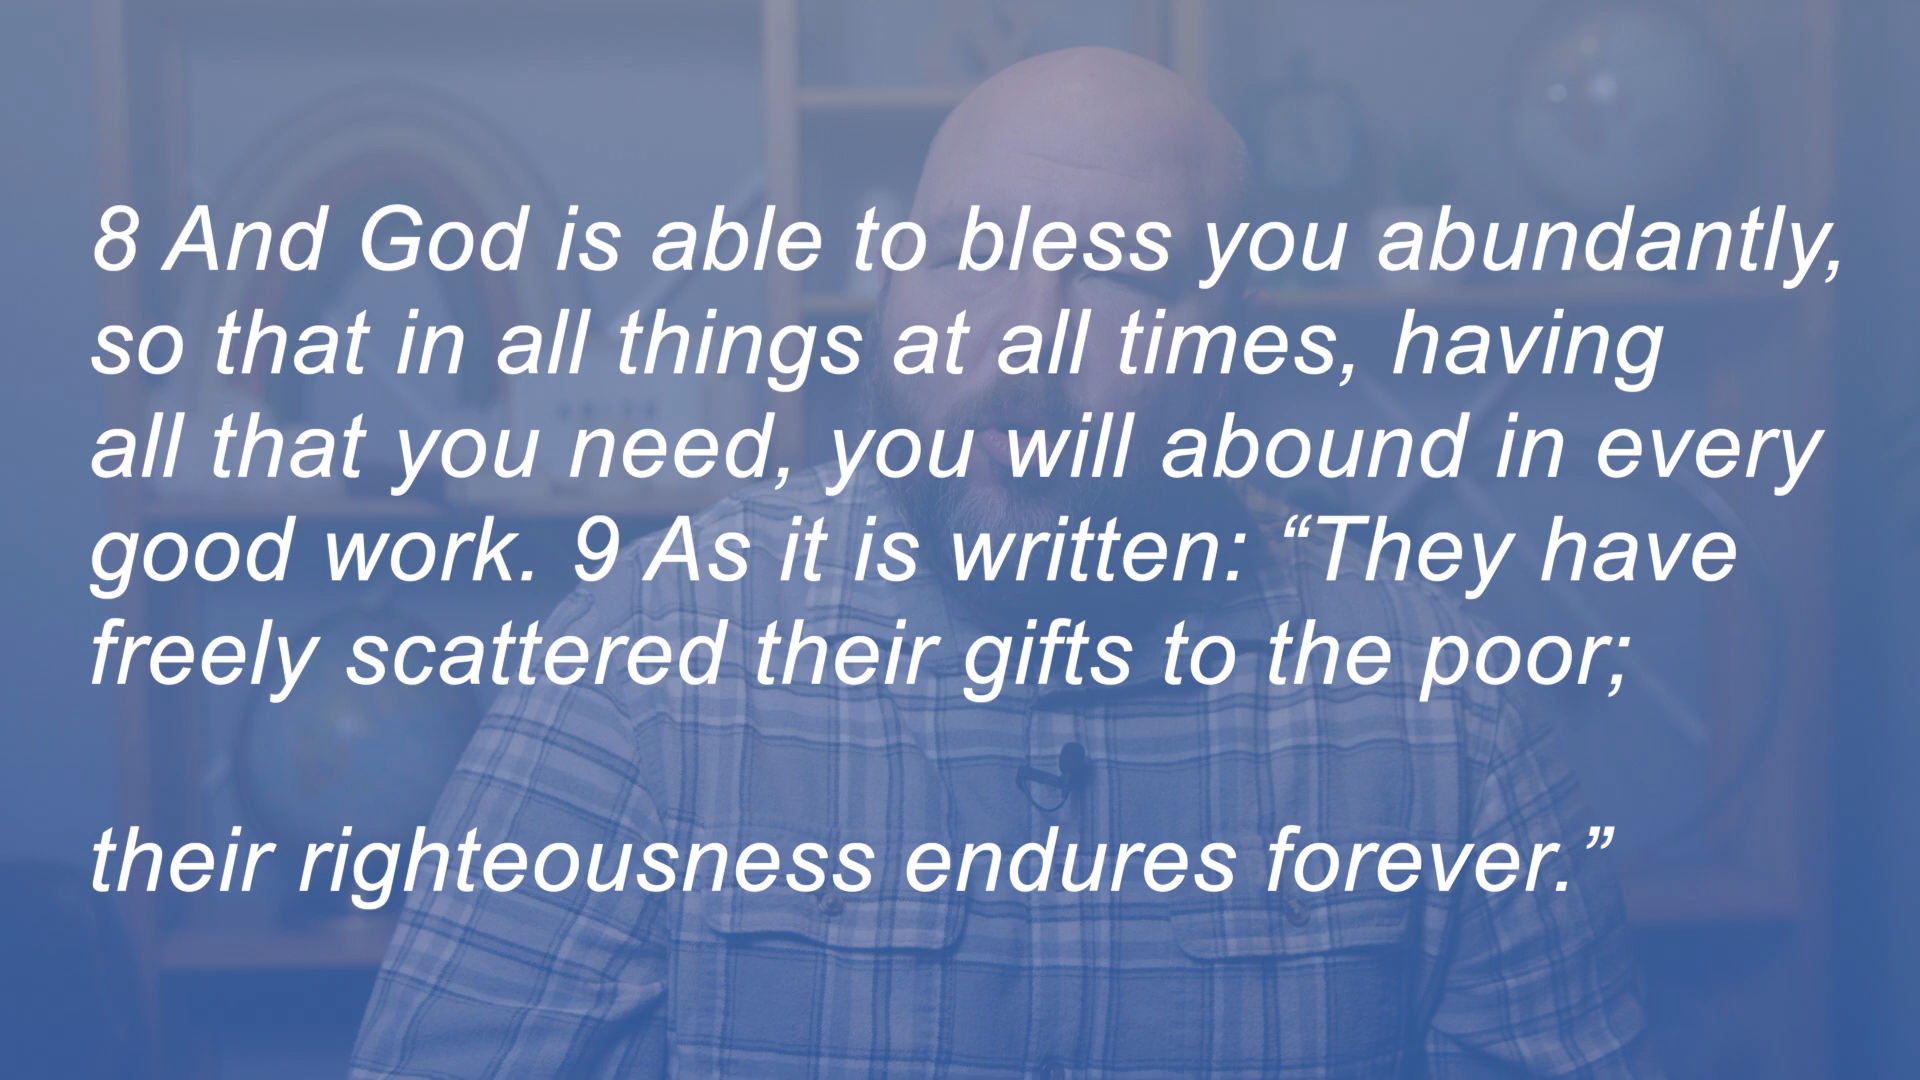 8 And God is able to bless you abundantly,
so that in all things at all times, having
all that you need, you will abound in every
good work. 9 As it is written: “They have
freely scattered their gifts to the poor;
their righteousness endures forever.”